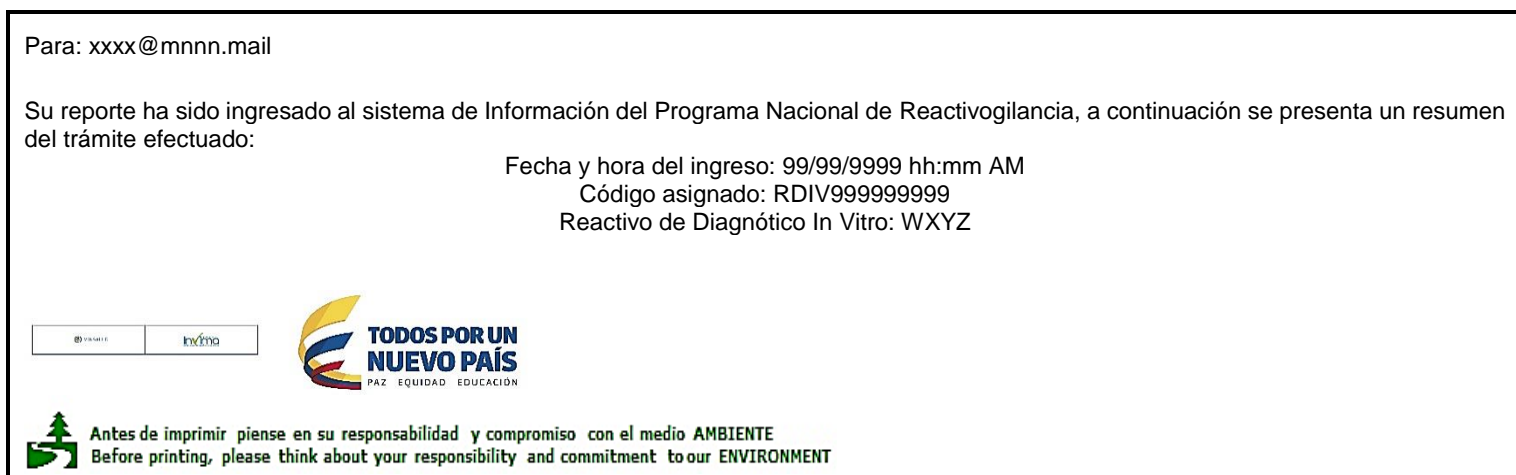 Para: xxxx@mnnn.mail
Su reporte ha sido ingresado al sistema de Información del Programa Nacional de Reactivogilancia, a continuación se presenta un resumen
del trámite efectuado:
Fecha y hora del ingreso: 99/99/9999 hh:mm AM
Código asignado: RDIV999999999
Reactivo de Diagnótico In Vitro: WXYZ
invima
TODOS POR UN
NUEVO PAÍS
PAZ EQUIDAD EDUCACIÓN
Antes de imprimir piense en su responsabilidad y compromiso con el medio AMBIENTE
Before printing, please think about your responsibility and commitment to our ENVIRONMENT